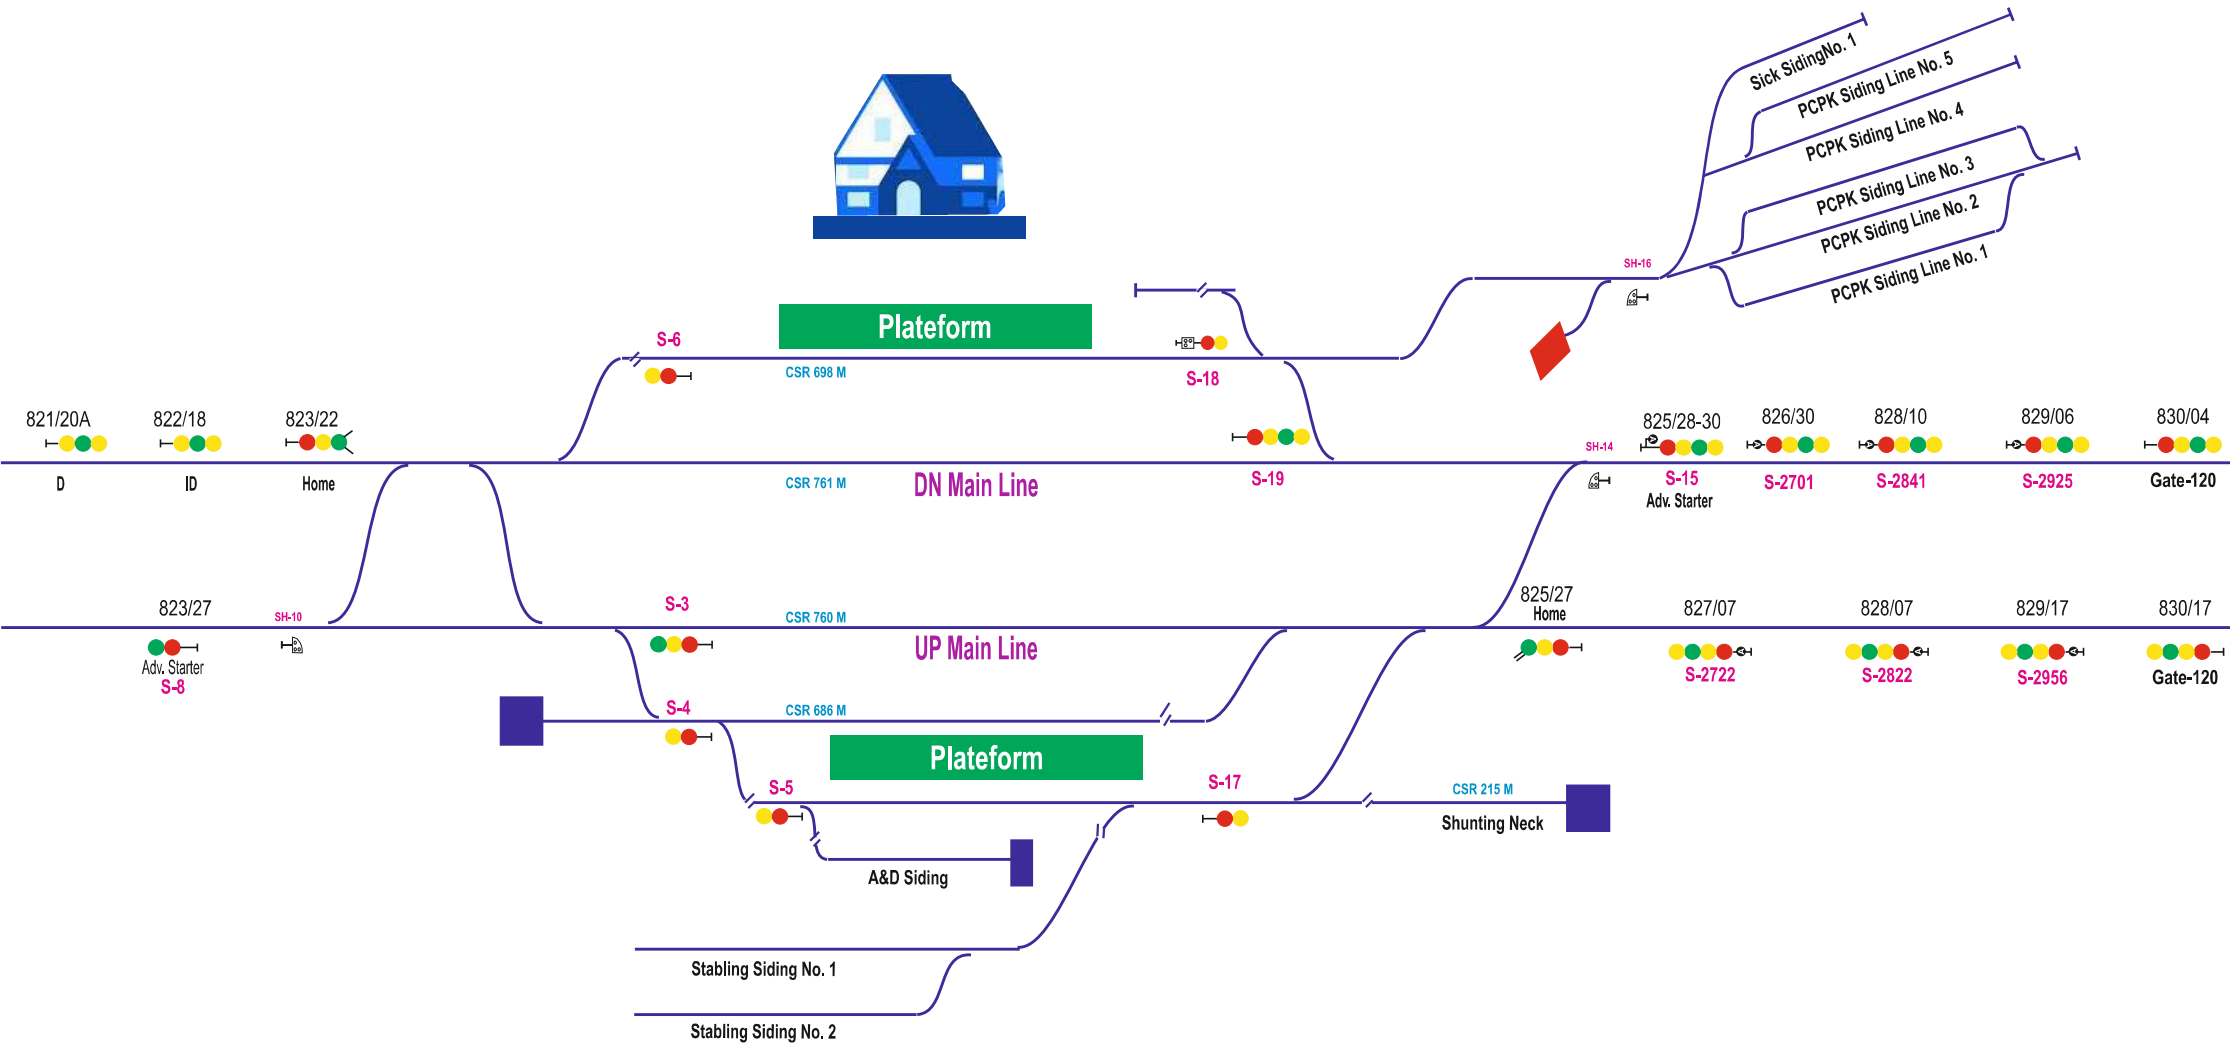 Sick SidingNo. 1
PCPK Siding Line No. 5
PCPK Siding Line No. 4
PCPK Siding Line No. 3
PCPK Siding Line No. 2
PCPK Siding Line No. 1
SH-16
Plateform
S-6
CSR 698 M
S-18
821/20A
822/18
823/22
825/28-30
826/30
828/10
829/06
830/04
SH-14
D
ID
Home
CSR 761 M
DN Main Line
S-19
S-15
Adv. Starter
S-2701
S-2841
S-2925
Gate-120
823/27
SH-10
S-3
CSR 760 M
UP Main Line
825/27
Home
827/07
828/07
829/17
830/17
Adv. Starter
S-8
S-2722
S-2822
S-2956
Gate-120
S-4
CSR 686 M
Plateform
S-5
S-17
CSR 215 M
Shunting Neck
A&D Siding
Stabling Siding No. 1
Stabling Siding No. 2